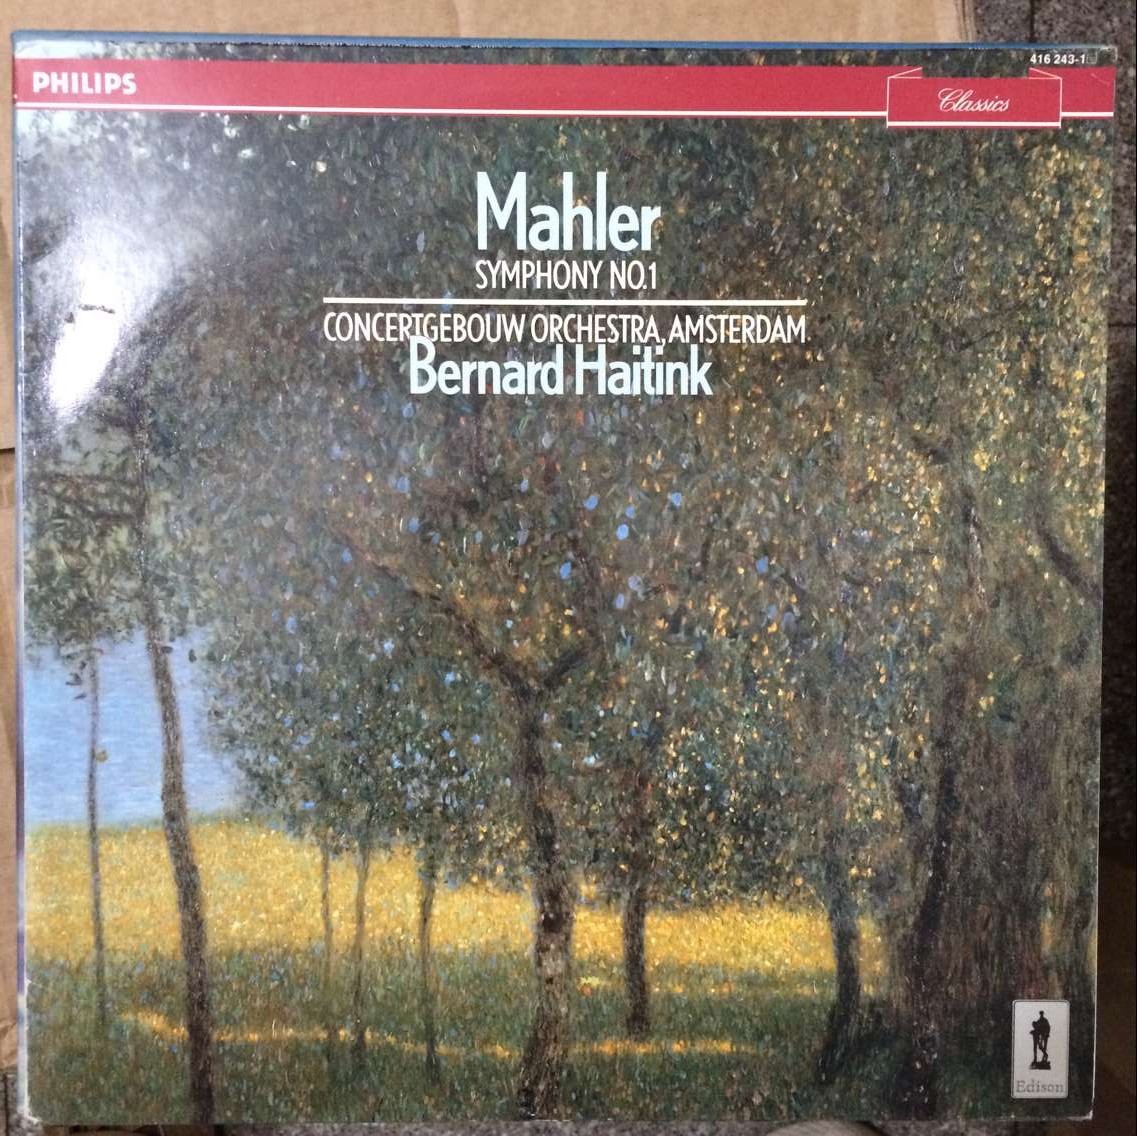 416 243-1
PHILIPS
Classics
Mahler
SYMPHONY NO.1
CONCERTGEBOUW ORCHESTRA, AMSTERDAM
Bernard Haitink
Edison